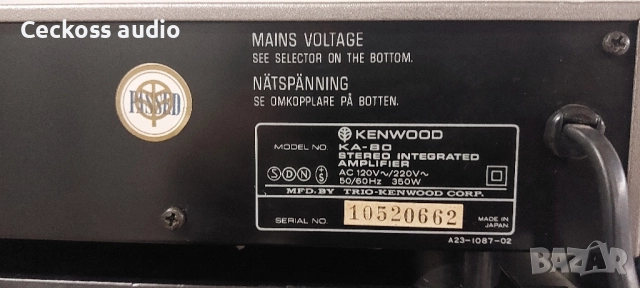 Ceckoss audio
MAINS VOLTAGE
SEE SELECTOR ON THE BOTTOM.
NÄTSPÄNNING
SE OMKOPPLARE PÅ BOTTEN.
PASSED
KENWOOD
MODEL NO. KA-80
STEREO INTEGRATED
AMPLIFIER
S D N +S
AC 120V~/220V~
50/60Hz 350W
MFD.BY TRIO-KENWOOD CORP.
SERIAL NO. 10520662
MADE IN
JAPAN
A23-1087-02
BAZAR
.bg